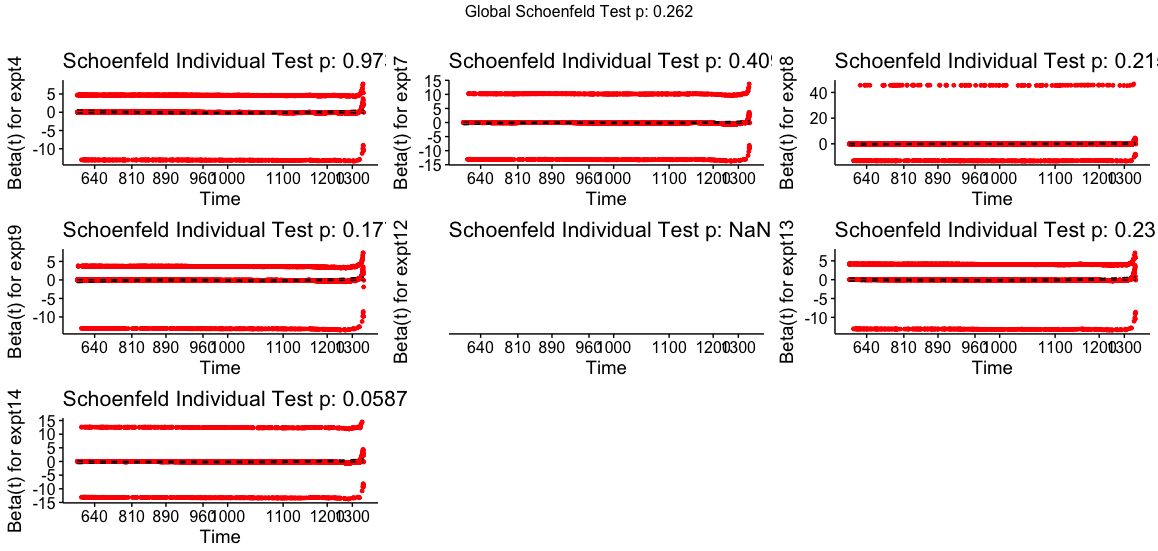 Global Schoenfeld Test p: 0.262
Schoenfeld Individual Test p: 0.973
Beta(t) for expt4
5
0
-5
-10
640 810 890 960 1000 1100 1200 1300
Time
Schoenfeld Individual Test p: 0.409
Beta(t) for expt7
15
10
5
0
-5
-10
-15
640 810 890 960 1000 1100 1200 1300
Time
Schoenfeld Individual Test p: 0.215
Beta(t) for expt8
40
20
0
640 810 890 960 1000 1100 1200 1300
Time
Schoenfeld Individual Test p: 0.177
Beta(t) for expt9
5
0
-5
-10
640 810 890 960 1000 1100 1200 1300
Time
Schoenfeld Individual Test p: NaN
Beta(t) for expt12
640 810 890 960 1000 1100 1200 1300
Time
Schoenfeld Individual Test p: 0.23
Beta(t) for expt13
5
0
-5
-10
640 810 890 960 1000 1100 1200 1300
Time
Schoenfeld Individual Test p: 0.0587
Beta(t) for expt14
15
10
5
0
-5
-10
-15
640 810 890 960 1000 1100 1200 1300
Time